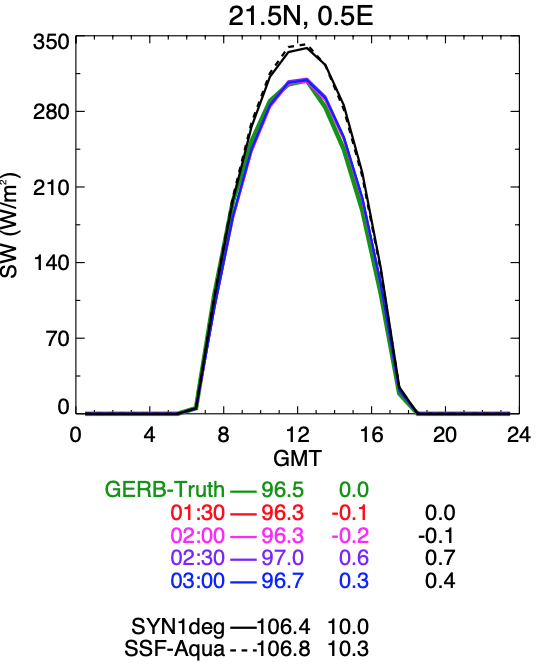 21.5N, 0.5E
350
280
210
140
70
0
SW (W/m²)
0 4 8 12 16 20 24
GMT
GERB-Truth — 96.5 0.0
01:30 — 96.3 -0.1 0.0
02:00 — 96.3 -0.2 -0.1
02:30 — 97.0 0.6 0.7
03:00 — 96.7 0.3 0.4
SYN1deg — 106.4 10.0
SSF-Aqua --- 106.8 10.3